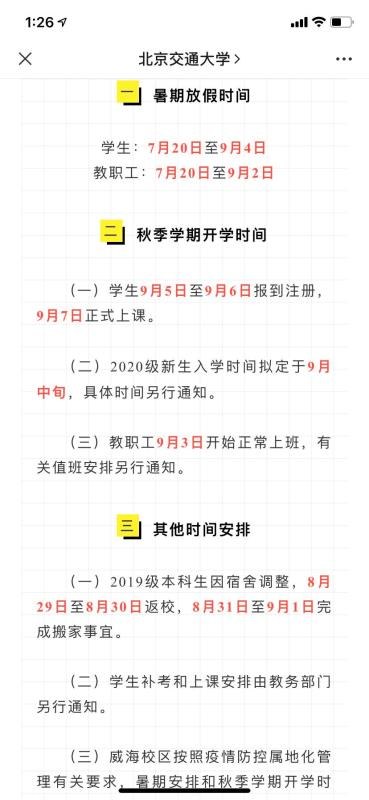 1:26
北京交通大学
一 暑期放假时间
学生：7月20日至9月4日
教职工：7月20日至9月2日
二 秋季学期开学时间
（一）学生9月5日至9月6日报到注册，
9月7日正式上课。
（二）2020级新生入学时间拟定于9月
中旬，具体时间另行通知。
（三）教职工9月3日开始正常上班，有
关值班安排另行通知。
三 其他时间安排
（一）2019级本科生因宿舍调整，8月
29日至8月30日返校，8月31日至9月1日完
成搬家事宜。
（二）学生补考和上课安排由教务部门
另行通知。
（三）威海校区按照疫情防控属地化管
理有关要求，暑期安排和秋季学期开学时